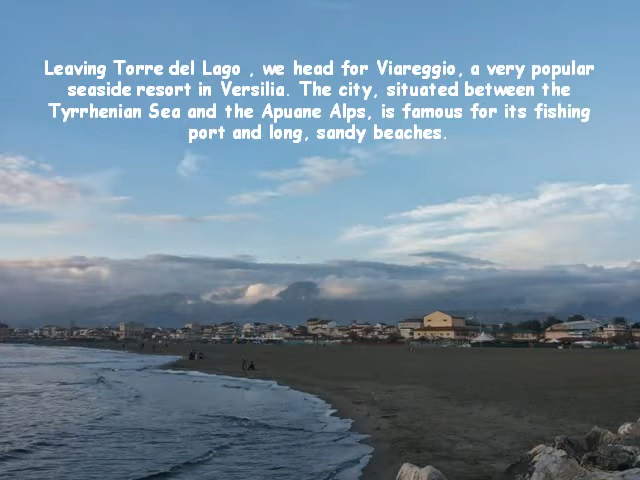 Leaving Torre del Lago , we head for Viareggio, a very popular
seaside resort in Versilia. The city, situated between the
Tyrrhenian Sea and the Apuane Alps, is famous for its fishing
port and long, sandy beaches.